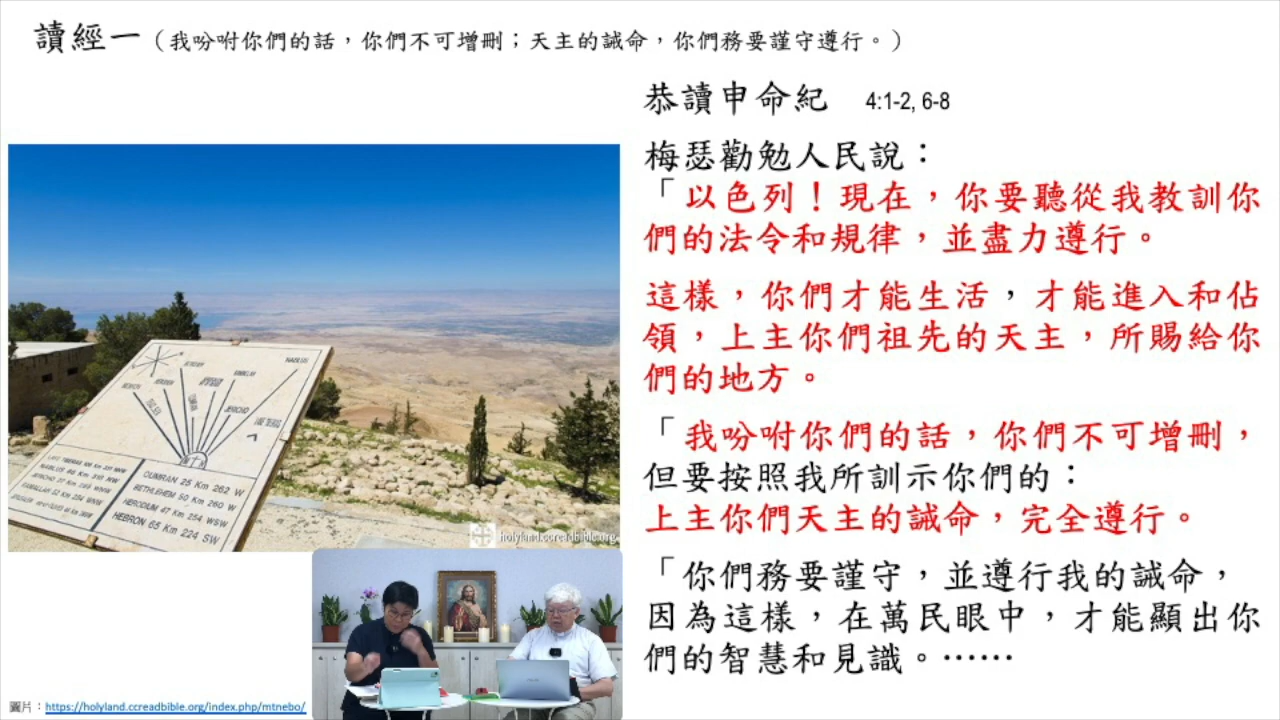 讀經一（我吩咐你們的話，你們不可增刪；天主的誡命，你們務要謹守遵行。）
恭讀申命紀 4:1-2, 6-8
梅瑟勸勉人民說：
「以色列！現在，你要聽從我教訓你
們的法令和規律，並盡力遵行。
這樣，你們才能生活，才能進入和佔
領，上主你們祖先的天主，所賜給你
們的地方。
「我吩咐你們的話，你們不可增刪，
但要按照我所訓示你們的：
上主你們天主的誡命，完全遵行。
「你們務要謹守，並遵行我的誡命，
因為這樣，在萬民眼中，才能顯出你
們的智慧和見識。……
NABLUS
JERICHO
QUMRAN 25 Km 262 W
BETHLEHEM 50 Km 260 W
HERODIUM 47 Km 254 WSW
HEBRON 65 Km 224 SW
holyland.ccreadbible.org
圖片：https://holyland.ccreadbible.org/index.php/mtnebo/